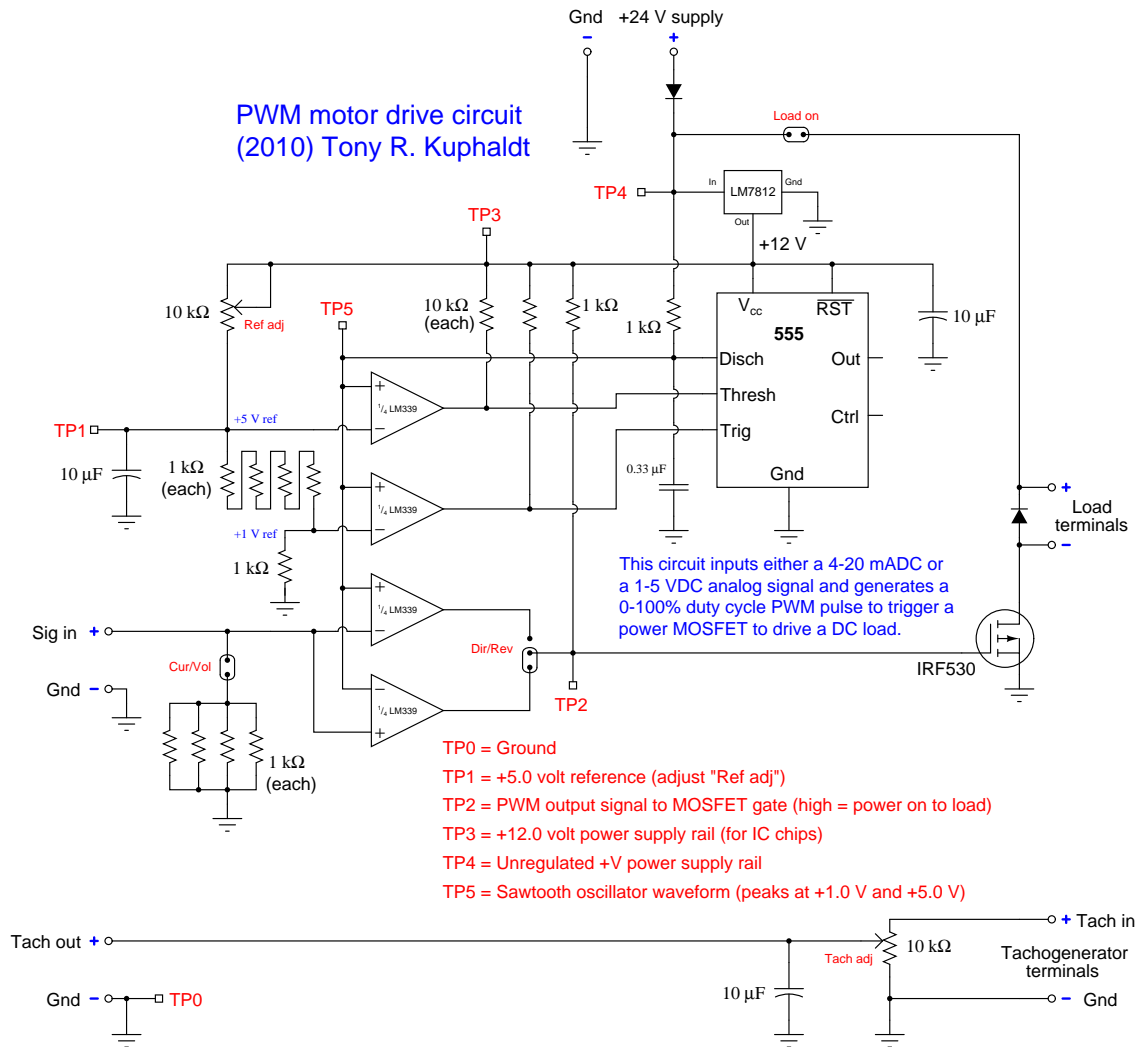 Gnd +24 V supply
- +
PWM motor drive circuit
(2010) Tony R. Kuphaldt
Load on
TP4
In
LM7812
Gnd
Out
TP3
+12 V
10 kΩ
Ref adj
TP5
10 kΩ
(each)
1 kΩ
1 kΩ
Vcc
RST
555
10 µF
Disch
Out
Thresh
Ctrl
Trig
Gnd
+
1/4 LM339
-
TP1
+5 V ref
10 µF
1 kΩ
(each)
0.33 µF
+
1/4 LM339
-
+1 V ref
1 kΩ
+
Load
terminals
-
This circuit inputs either a 4-20 mADC or
a 1-5 VDC analog signal and generates a
0-100% duty cycle PWM pulse to trigger a
power MOSFET to drive a DC load.
+
1/4 LM339
-
Sig in +
Cur/Vol
Dir/Rev
IRF530
Gnd -
-
1/4 LM339
+
TP2
1 kΩ
(each)
TP0 = Ground
TP1 = +5.0 volt reference (adjust "Ref adj")
TP2 = PWM output signal to MOSFET gate (high = power on to load)
TP3 = +12.0 volt power supply rail (for IC chips)
TP4 = Unregulated +V power supply rail
TP5 = Sawtooth oscillator waveform (peaks at +1.0 V and +5.0 V)
+ Tach in
Tach out +
Tach adj
10 kΩ
Tachogenerator
terminals
10 µF
Gnd -
TP0
- Gnd